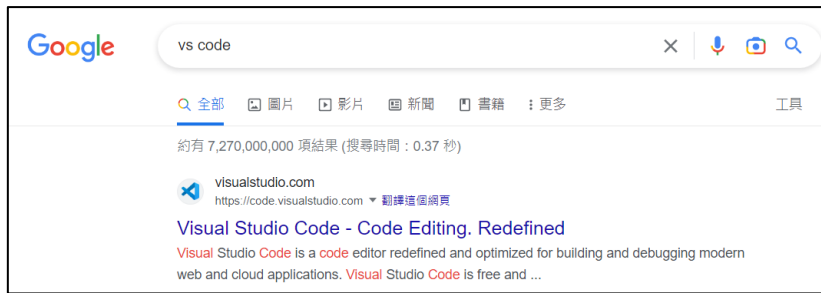 Google
vs code
全部 圖片 影片 新聞 書籍 更多 工具
約有 7,270,000,000 項結果 (搜尋時間：0.37 秒)
visualstudio.com
https://code.visualstudio.com 翻譯這個網頁
Visual Studio Code - Code Editing. Redefined
Visual Studio Code is a code editor redefined and optimized for building and debugging modern
web and cloud applications. Visual Studio Code is free and ...